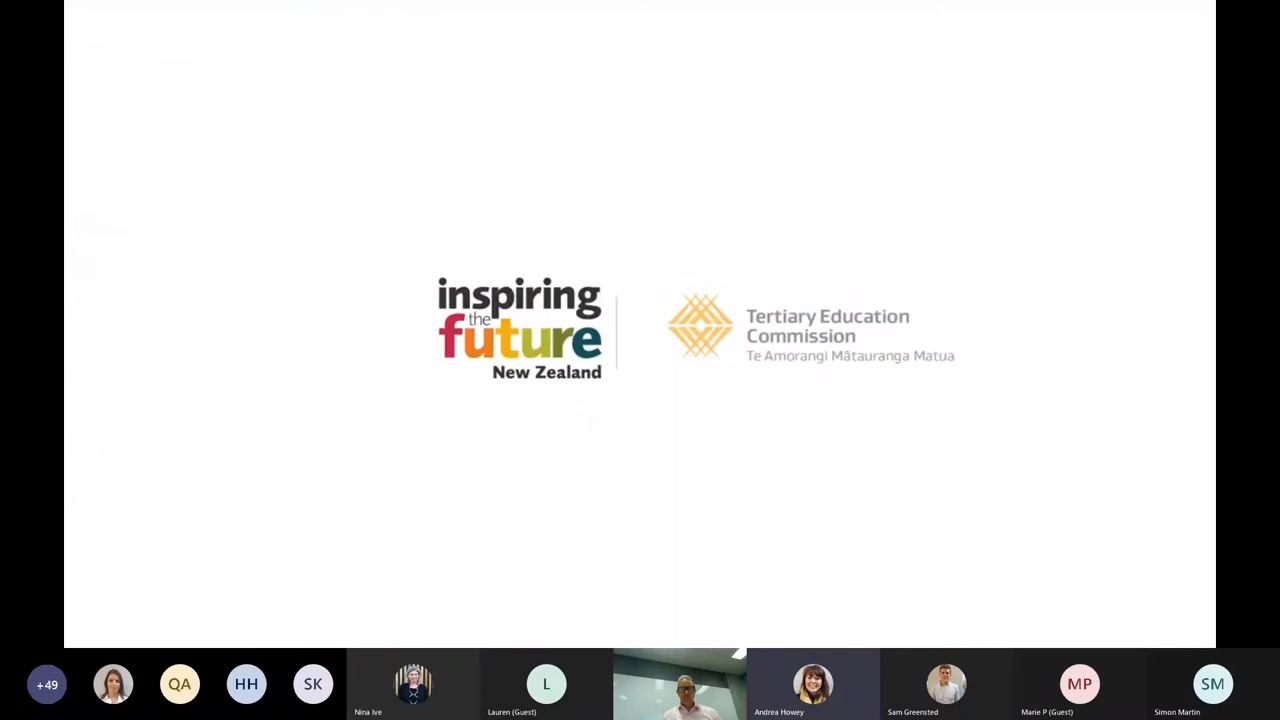 inspiring
the
future
New Zealand
Tertiary Education
Commission
Te Amorangi Mātauranga Matua
+49
QA
HH
SK
Nina Ive
L
Lauren (Guest)
Andrea Howey
Sam Greensted
MP
Marie P (Guest)
SM
Simon Martin